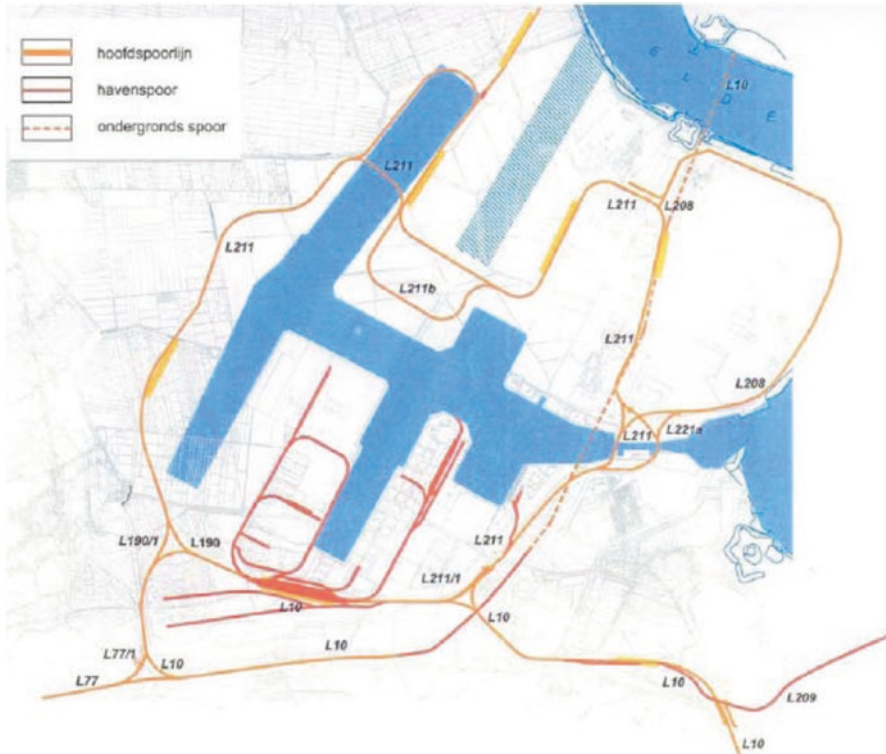 hoofdspoorlijn
havenspoor
ondergronds spoor
L10
L211
L211
L208
L211
L211b
L211
L208
L211
L221a
L190/1
L190
L211
L211/1
L10
L10
L10
L77/1
L10
L77
L10
L209
L10